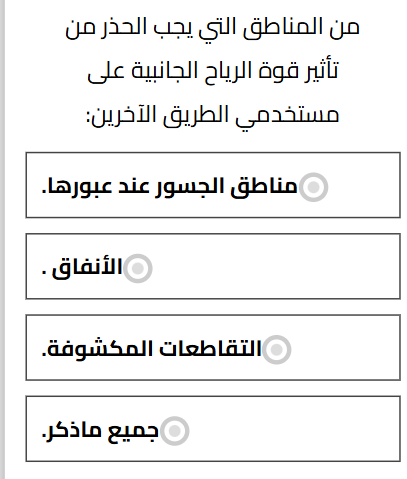 من المناطق التي يجب الحذر من
تأثير قوة الرياح الجانبية على
مستخدمي الطريق الآخرين:
مناطق الجسور عند عبورها.
الأنفاق .
التقاطعات المكشوفة.
جميع ماذكر.